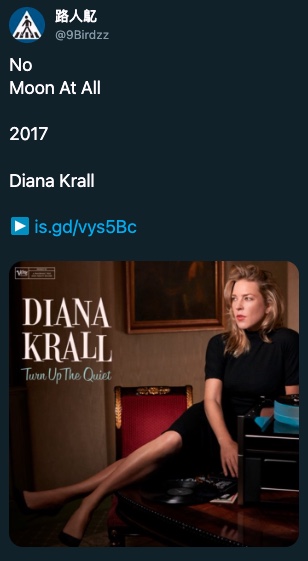 路人甿
@9Birdzz
No
Moon At All
2017
Diana Krall
is.gd/vys5Bc
DIANA
KRALL
Turn Up The Quiet